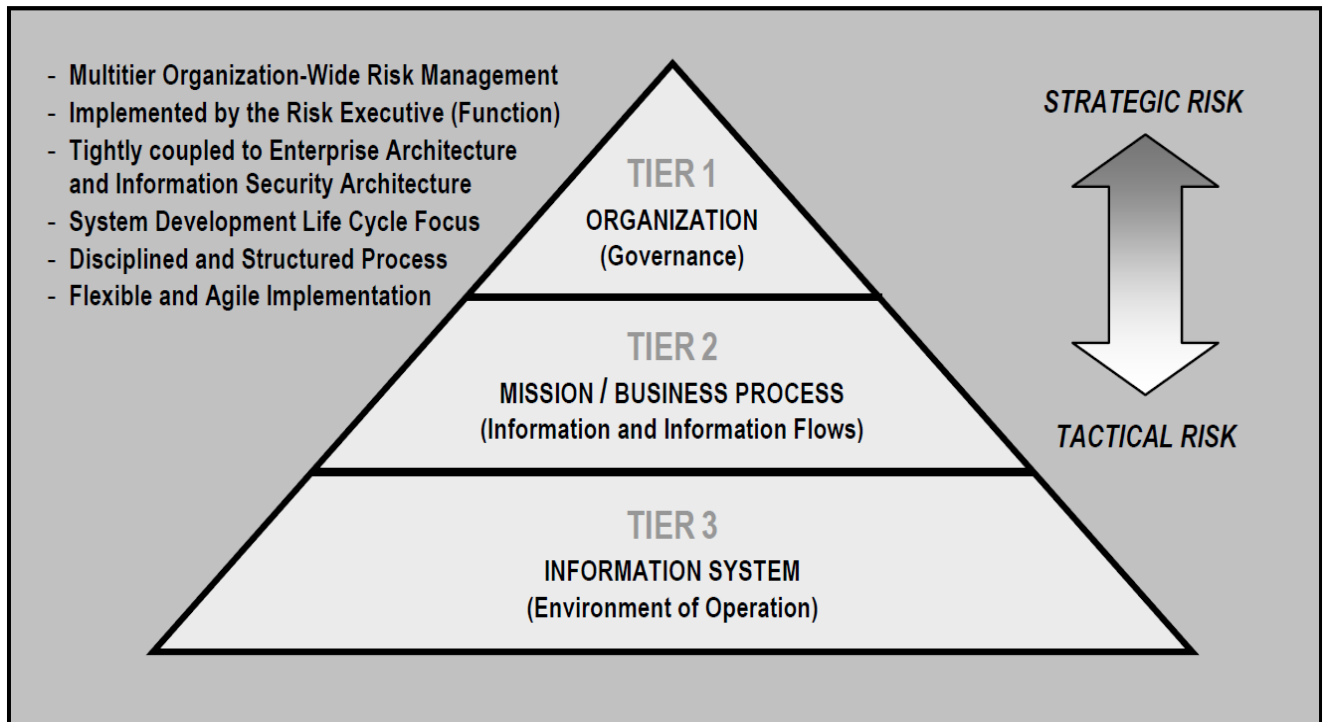 - Multitier Organization-Wide Risk Management
- Implemented by the Risk Executive (Function)
- Tightly coupled to Enterprise Architecture
and Information Security Architecture
- System Development Life Cycle Focus
- Disciplined and Structured Process
- Flexible and Agile Implementation
TIER 1
ORGANIZATION
(Governance)
TIER 2
MISSION / BUSINESS PROCESS
(Information and Information Flows)
TIER 3
INFORMATION SYSTEM
(Environment of Operation)
STRATEGIC RISK
TACTICAL RISK